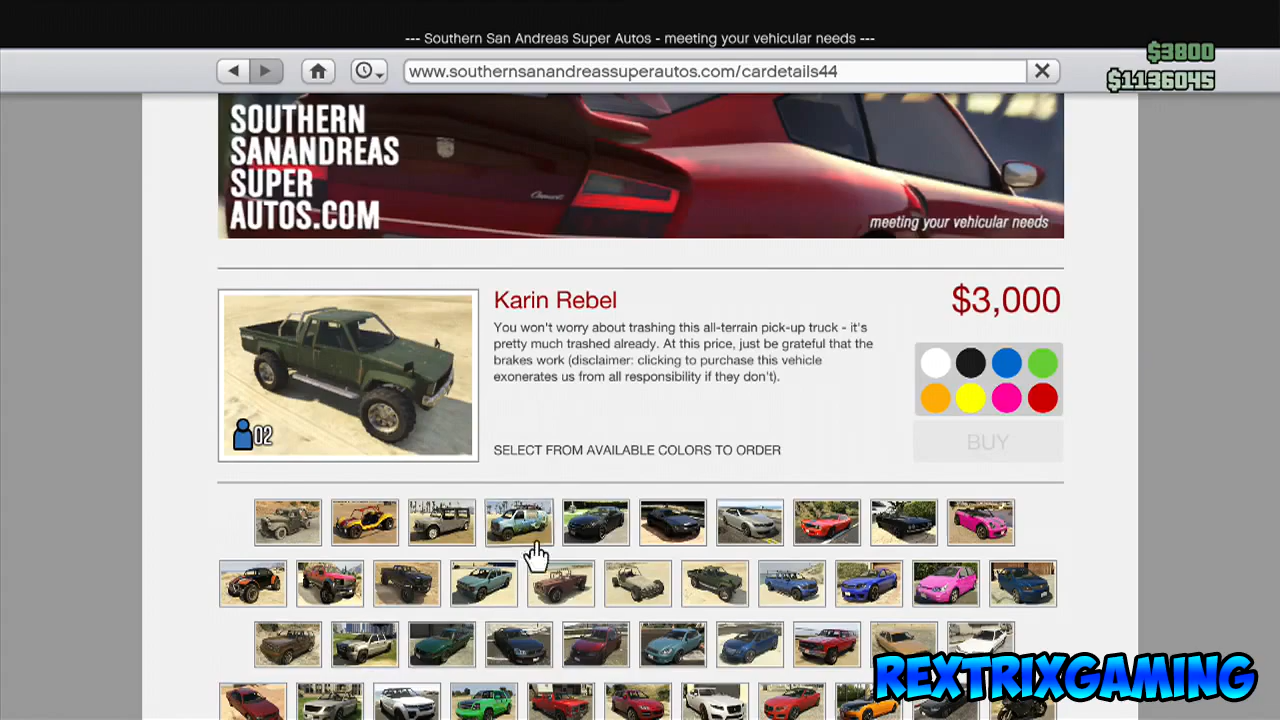 --- Southern San Andreas Super Autos - meeting your vehicular needs ---
$3800
www.southernsanandreassuperautos.com/cardetails44
$1136045
SOUTHERN
SANANDREAS
SUPER
AUTOS.COM
meeting your vehicular needs
Karin Rebel
$3,000
You won't worry about trashing this all-terrain pick-up truck - it's
pretty much trashed already. At this price, just be grateful that the
brakes work (disclaimer: clicking to purchase this vehicle
exonerates us from all responsibility if they don't).
02
SELECT FROM AVAILABLE COLORS TO ORDER
BUY
REXTRIXGAMING